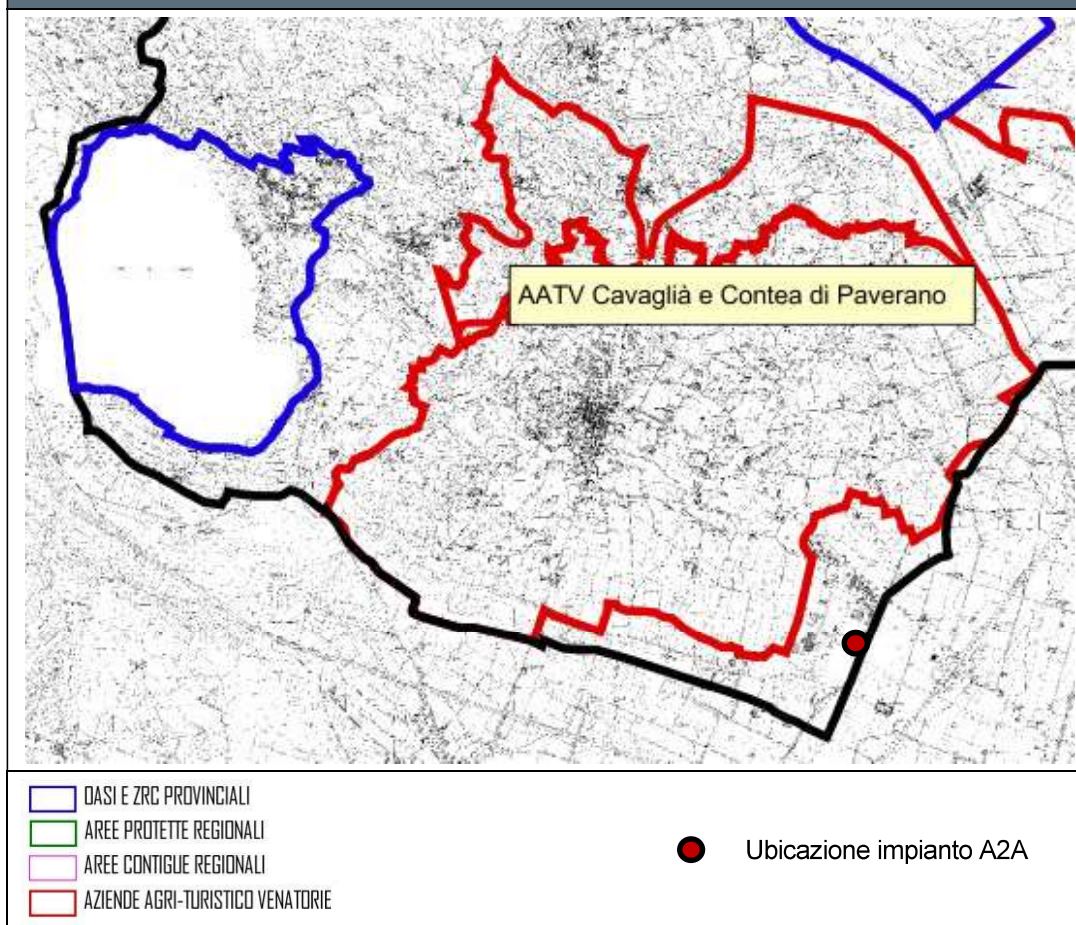 AATV Cavaglià e Contea di Paverano
OASI E ZRC PROVINCIALI
AREE PROTETTE REGIONALI
AREE CONTIGUE REGIONALI
AZIENDE AGRI-TURISTICO VENATORIE
Ubicazione impianto A2A